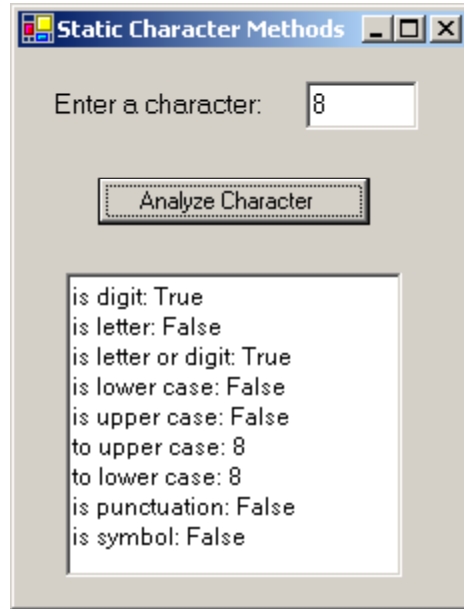 Static Character Methods
Enter a character: 8
Analyze Character
is digit: True
is letter: False
is letter or digit: True
is lower case: False
is upper case: False
to upper case: 8
to lower case: 8
is punctuation: False
is symbol: False